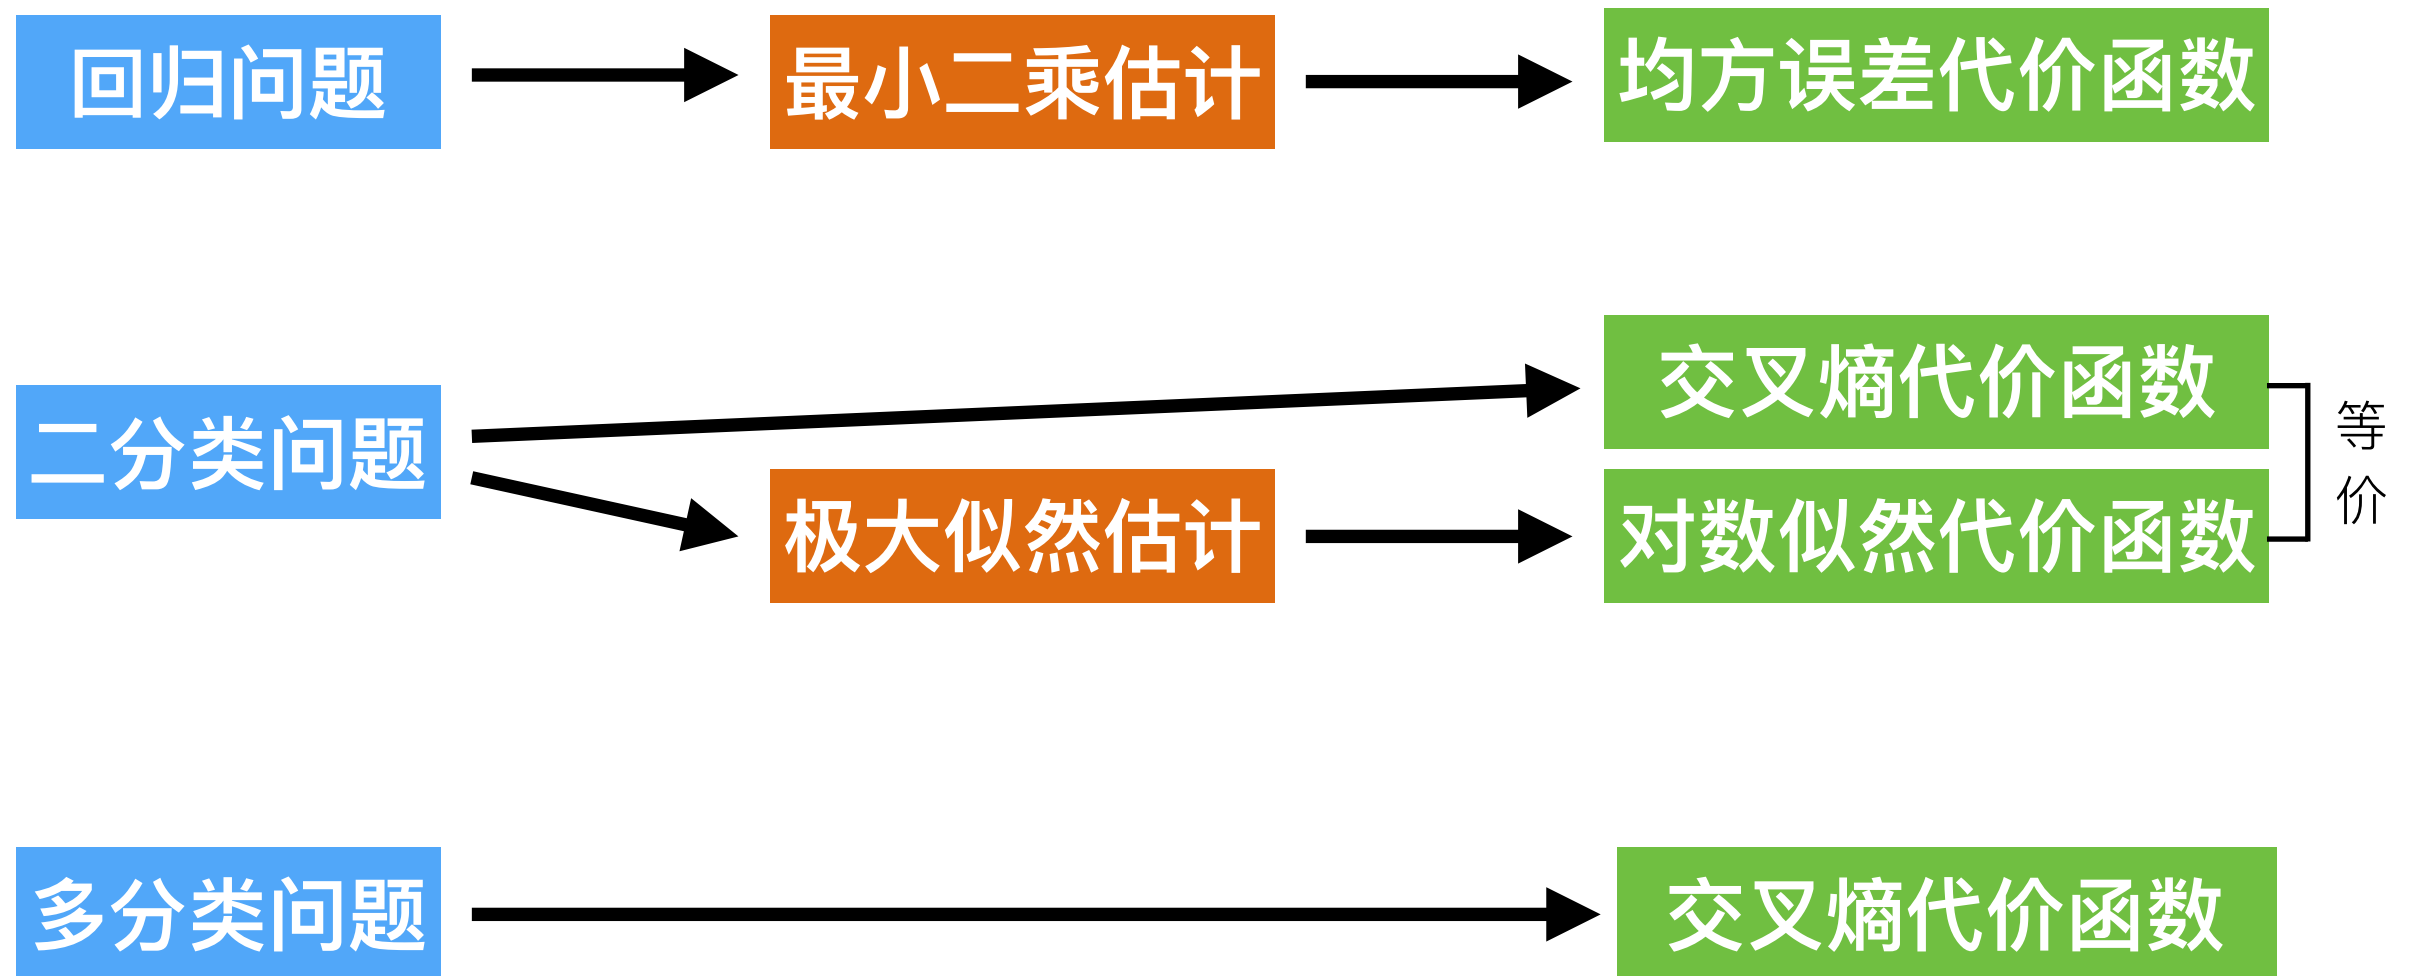 回归问题
最小二乘估计
均方误差代价函数
二分类问题
交叉熵代价函数
极大似然估计
对数似然代价函数
等
价
多分类问题
交叉熵代价函数